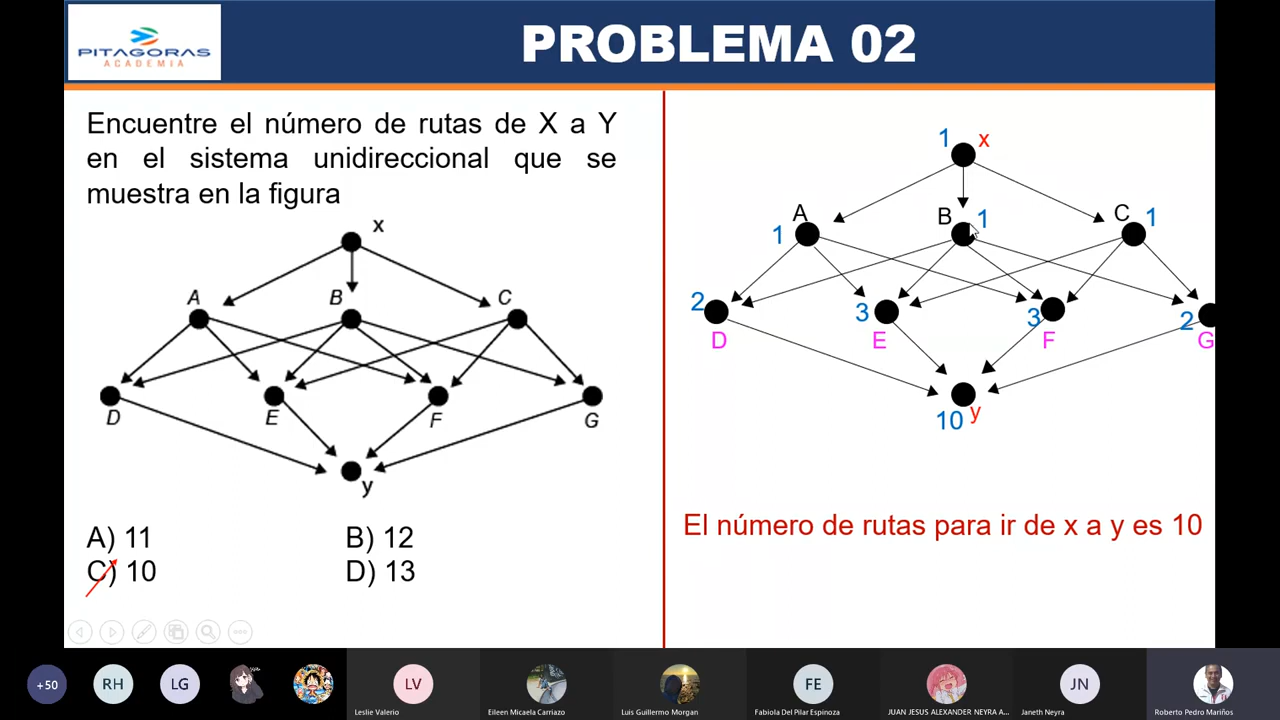 PITAGORAS
ACADEMIA
PROBLEMA 02
Encuentre el número de rutas de X a Y
en el sistema unidireccional que se
muestra en la figura
x
A B C
D E F G
y
A) 11 B) 12
C) 10 D) 13
1 x
A B 1 C 1
1
2 3 3 2
D E F G
10 y
El número de rutas para ir de x a y es 10
+50 RH LG LV FE JN
Leslie Valerio Eileen Micaela Carriazo Luis Guillermo Morgan Fabiola Del Pilar Espinoza JUAN JESUS ALEXANDER NEYRA A... Janeth Neyra Roberto Pedro Mariños